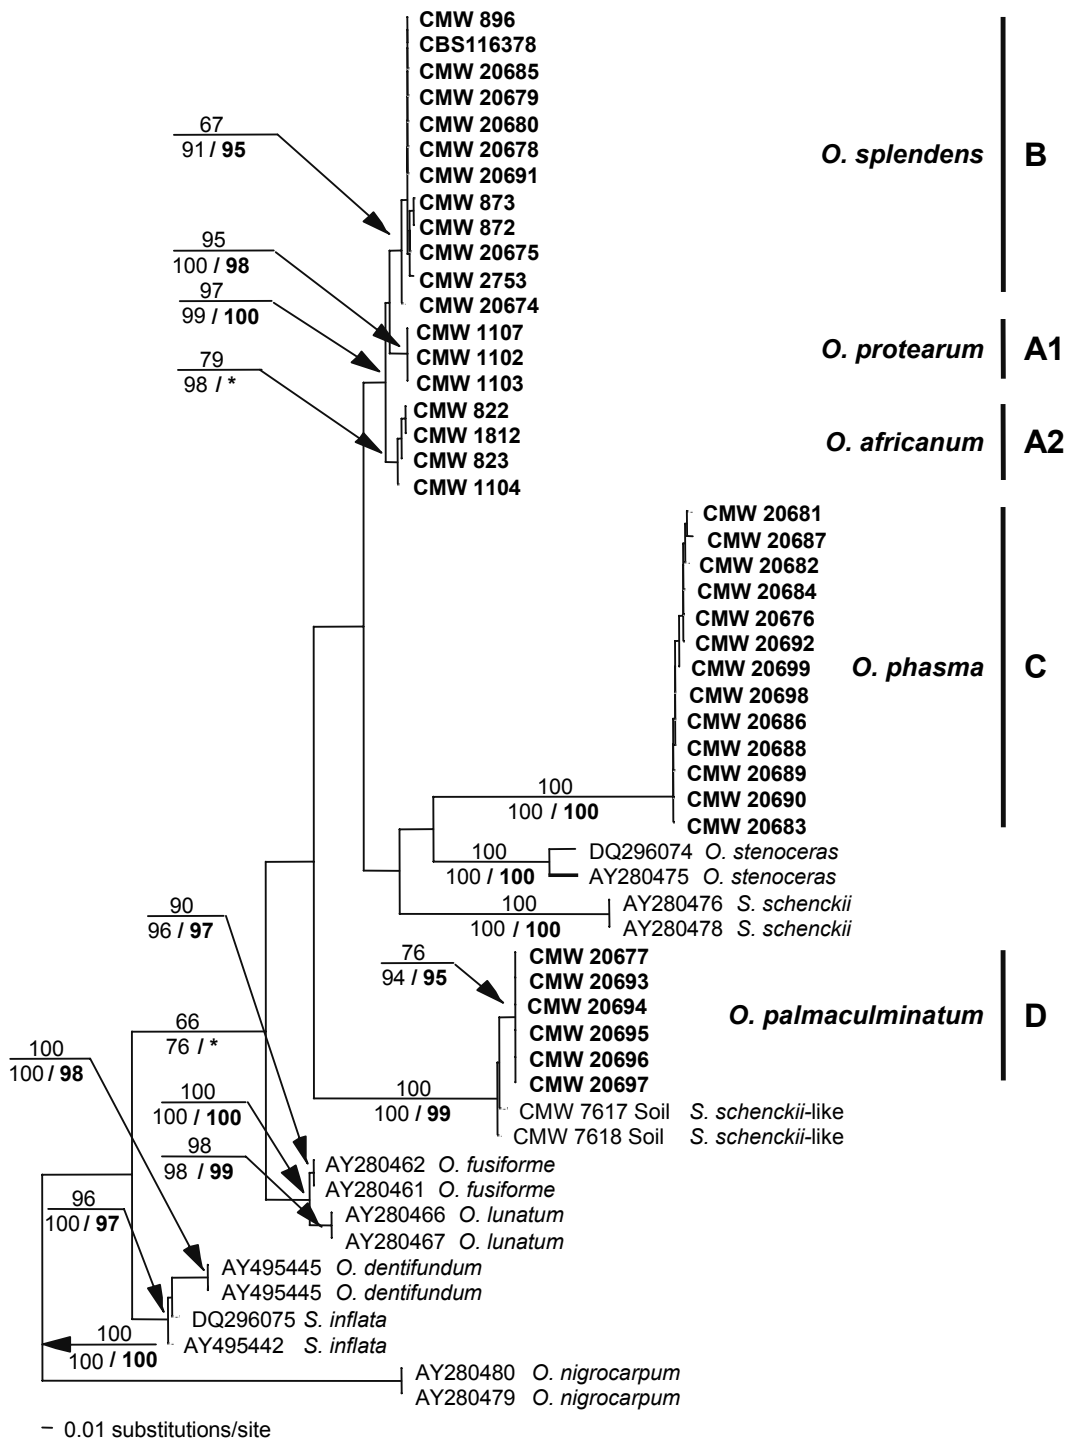 CMW 896
CBS116378
CMW 20685
CMW 20679
67
CMW 20680
91 / 95
CMW 20678
O. splendens B
CMW 20691
CMW 873
CMW 872
95
CMW 20675
100 / 98
CMW 2753
97
CMW 20674
99 / 100
CMW 1107
O. protearum A1
79
CMW 1102
98 / *
CMW 1103
CMW 822
CMW 1812
O. africanum A2
CMW 823
CMW 1104
CMW 20681
CMW 20687
CMW 20682
CMW 20684
CMW 20676
CMW 20692
CMW 20699
O. phasma C
CMW 20698
CMW 20686
CMW 20688
CMW 20689
100
CMW 20690
100 / 100
CMW 20683
100
DQ296074 O. stenoceras
100 / 100
AY280475 O. stenoceras
90
100
AY280476 S. schenckii
96 / 97
100 / 100
AY280478 S. schenckii
76
CMW 20677
94 / 95
CMW 20693
CMW 20694
O. palmaculminatum D
66
CMW 20695
76 / *
100
CMW 20696
100 / 98
CMW 20697
100
100
100 / 100
100 / 99
CMW 7617 Soil S. schenckii-like
98
CMW 7618 Soil S. schenckii-like
98 / 99
AY280462 O. fusiforme
AY280461 O. fusiforme
96
AY280466 O. lunatum
100 / 97
AY280467 O. lunatum
AY495445 O. dentifundum
AY495445 O. dentifundum
DQ296075 S. inflata
100
AY495442 S. inflata
100 / 100
AY280480 O. nigrocarpum
AY280479 O. nigrocarpum
0.01 substitutions/site